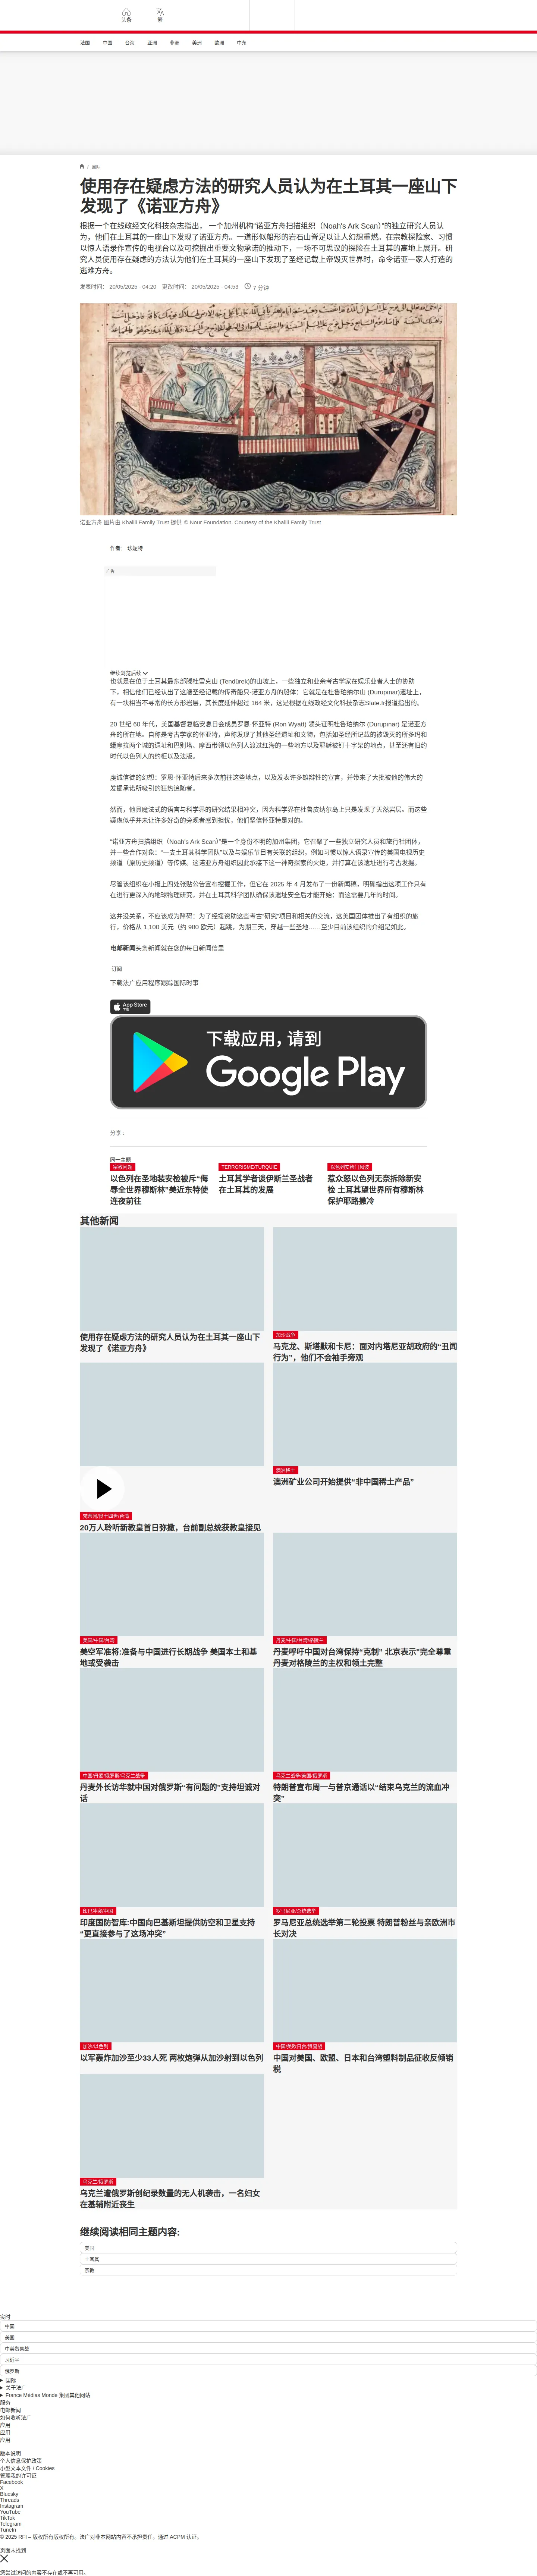 头条
繁
法国 中国 台海 亚洲 非洲 美洲 欧洲 中东
/ 国际
使用存在疑虑方法的研究人员认为在土耳其一座山下
发现了《诺亚方舟》
根据一个在线政经文化科技杂志指出， 一个加州机构“诺亚方舟扫描组织（Noah's Ark Scan）”的独立研究人员认
为，他们在土耳其的一座山下发现了诺亚方舟。一道形似船形的岩石山脊足以让人幻想重燃。在宗教探险家、习惯
以惊人语录作宣传的电视台以及可挖掘出重要文物承诺的推动下，一场不可思议的探险在土耳其的高地上展开。研
究人员使用存在疑虑的方法认为他们在土耳其的一座山下发现了圣经记载上帝毁灭世界时，命令诺亚一家人打造的
逃难方舟。
发表时间： 20/05/2025 - 04:20 更改时间： 20/05/2025 - 04:53 7 分钟
诺亚方舟 图片由 Khalili Family Trust 提供. © Nour Foundation. Courtesy of the Khalili Family Trust
作者： 珍妮特
广告
继续浏览后续
也就是在位于土耳其最东部滕杜雷克山 (Tendürek)的山坡上，一些独立和业余考古学家在娱乐业者人士的协助
下，相信他们已经认出了这艘圣经记载的传奇船只-诺亚方舟的船体：它就是在杜鲁珀纳尔山 (Durupınar)遗址上，
有一块相当不寻常的长方形岩层，其长度延伸超过 164 米，这是根据在线政经文化科技杂志Slate.fr报道指出的。
20 世纪 60 年代，美国基督复临安息日会成员罗恩·怀亚特 (Ron Wyatt) 领头证明杜鲁珀纳尔 (Durupınar) 是诺亚方
舟的所在地。自称是考古学家的怀亚特，声称发现了其他圣经遗址和文物，包括如圣经所记载的被毁灭的所多玛和
蛾摩拉两个城的遗址和巴别塔、摩西带领以色列人渡过红海的一些地方以及耶稣被钉十字架的地点，甚至还有旧约
时代以色列人的约柜以及法版。
虔诚信徒的幻想：罗恩·怀亚特后来多次前往这些地点，以及发表许多雄辩性的宣言，并带来了大批被他的伟大的
发掘承诺所吸引的狂热追随者。
然而，他具魔法式的语言与科学界的研究结果相冲突，因为科学界在杜鲁皮纳尔岛上只是发现了天然岩层。而这些
疑虑似乎并未让许多好奇的旁观者感到担忧，他们坚信怀亚特是对的。
“诺亚方舟扫描组织（Noah's Ark Scan）”是一个身份不明的加州集团，它召聚了一些独立研究人员和旅行社团体，
并一些合作对象：“一支土耳其科学团队”以及与娱乐节目有关联的组织，例如习惯以惊人语录宣传的美国电视历史
频道（原历史频道）等传媒。这诺亚方舟组织因此承接下这一神奇探索的火炬，并打算在该遗址进行考古发掘。
尽管该组织在小报上四处张贴公告宣布挖掘工作，但它在 2025 年 4 月发布了一份新闻稿，明确指出这项工作只有
在进行更深入的地球物理研究，并在土耳其科学团队确保该遗址安全后才能开始：而这需要几年的时间。
这并没关系，不应该成为障碍：为了经援资助这些考古“研究”项目和相关的交流，这美国团体推出了有组织的旅
行，价格从 1,100 美元（约 980 欧元）起跳，为期三天，穿越一些圣地……至少目前该组织的介绍是如此。
电邮新闻头条新闻就在您的每日新闻信里
订阅
下载法广应用程序跟踪国际时事
App Store
下载
下载应用，请到
Google Play
分享 :
同一主题
宗教问题
以色列在圣地装安检被斥“侮
辱全世界穆斯林”美近东特使
连夜前往
TERRORISME/TURQUIE
土耳其学者谈伊斯兰圣战者
在土耳其的发展
以色列安检门风波
惹众怒以色列无奈拆除新安
检 土耳其望世界所有穆斯林
保护耶路撒冷
其他新闻
使用存在疑虑方法的研究人员认为在土耳其一座山下
发现了《诺亚方舟》
加沙战争
马克龙、斯塔默和卡尼：面对内塔尼亚胡政府的“丑闻
行为”，他们不会袖手旁观
梵蒂冈/良十四世/台湾
20万人聆听新教皇首日弥撒，台前副总统获教皇接见
澳洲稀土
澳洲矿业公司开始提供“非中国稀土产品”
美国/中国/台湾
美空军准将:准备与中国进行长期战争 美国本土和基
地或受袭击
丹麦/中国/台湾/格陵兰
丹麦呼吁中国对台湾保持“克制” 北京表示”完全尊重
丹麦对格陵兰的主权和领土完整
中国/丹麦/俄罗斯/乌克兰战争
丹麦外长访华就中国对俄罗斯“有问题的”支持坦诚对
话
乌克兰战争/美国/俄罗斯
特朗普宣布周一与普京通话以“结束乌克兰的流血冲
突”
印巴冲突/中国
印度国防智库:中国向巴基斯坦提供防空和卫星支持
“更直接参与了这场冲突”
罗马尼亚/总统选举
罗马尼亚总统选举第二轮投票 特朗普粉丝与亲欧洲市
长对决
加沙/以色列
以军轰炸加沙至少33人死 两枚炮弹从加沙射到以色列
中国/美欧日台/贸易战
中国对美国、欧盟、日本和台湾塑料制品征收反倾销
税
乌克兰/俄罗斯
乌克兰遭俄罗斯创纪录数量的无人机袭击，一名妇女
在基辅附近丧生
继续阅读相同主题内容:
美国
土耳其
宗教
实时
中国
美国
中美贸易战
习近平
俄罗斯
国际
关于法广
France Médias Monde 集团其他网站
服务
电邮新闻
如何收听法广
应用
应用
应用
版本说明
个人信息保护政策
小型文本文件 / Cookies
管理我的许可证
Facebook
X
Bluesky
Threads
Instagram
YouTube
TikTok
Telegram
TuneIn
© 2025 RFI – 版权所有版权所有。法广对非本网站内容不承担责任。通过 ACPM 认证。
页面未找到
您尝试访问的内容不存在或不再可用。